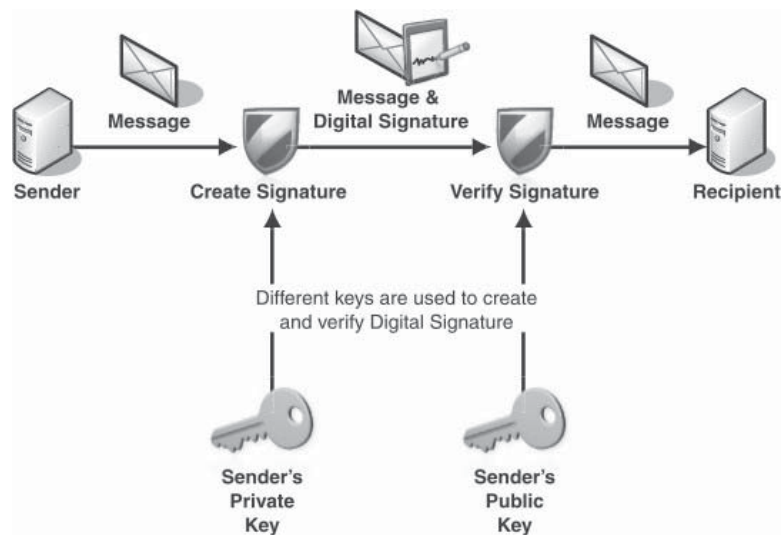 Message &
Digital Signature
Message
Message
Sender
Create Signature
Verify Signature
Recipient
Different keys are used to create
and verify Digital Signature
Sender's
Private
Key
Sender's
Public
Key